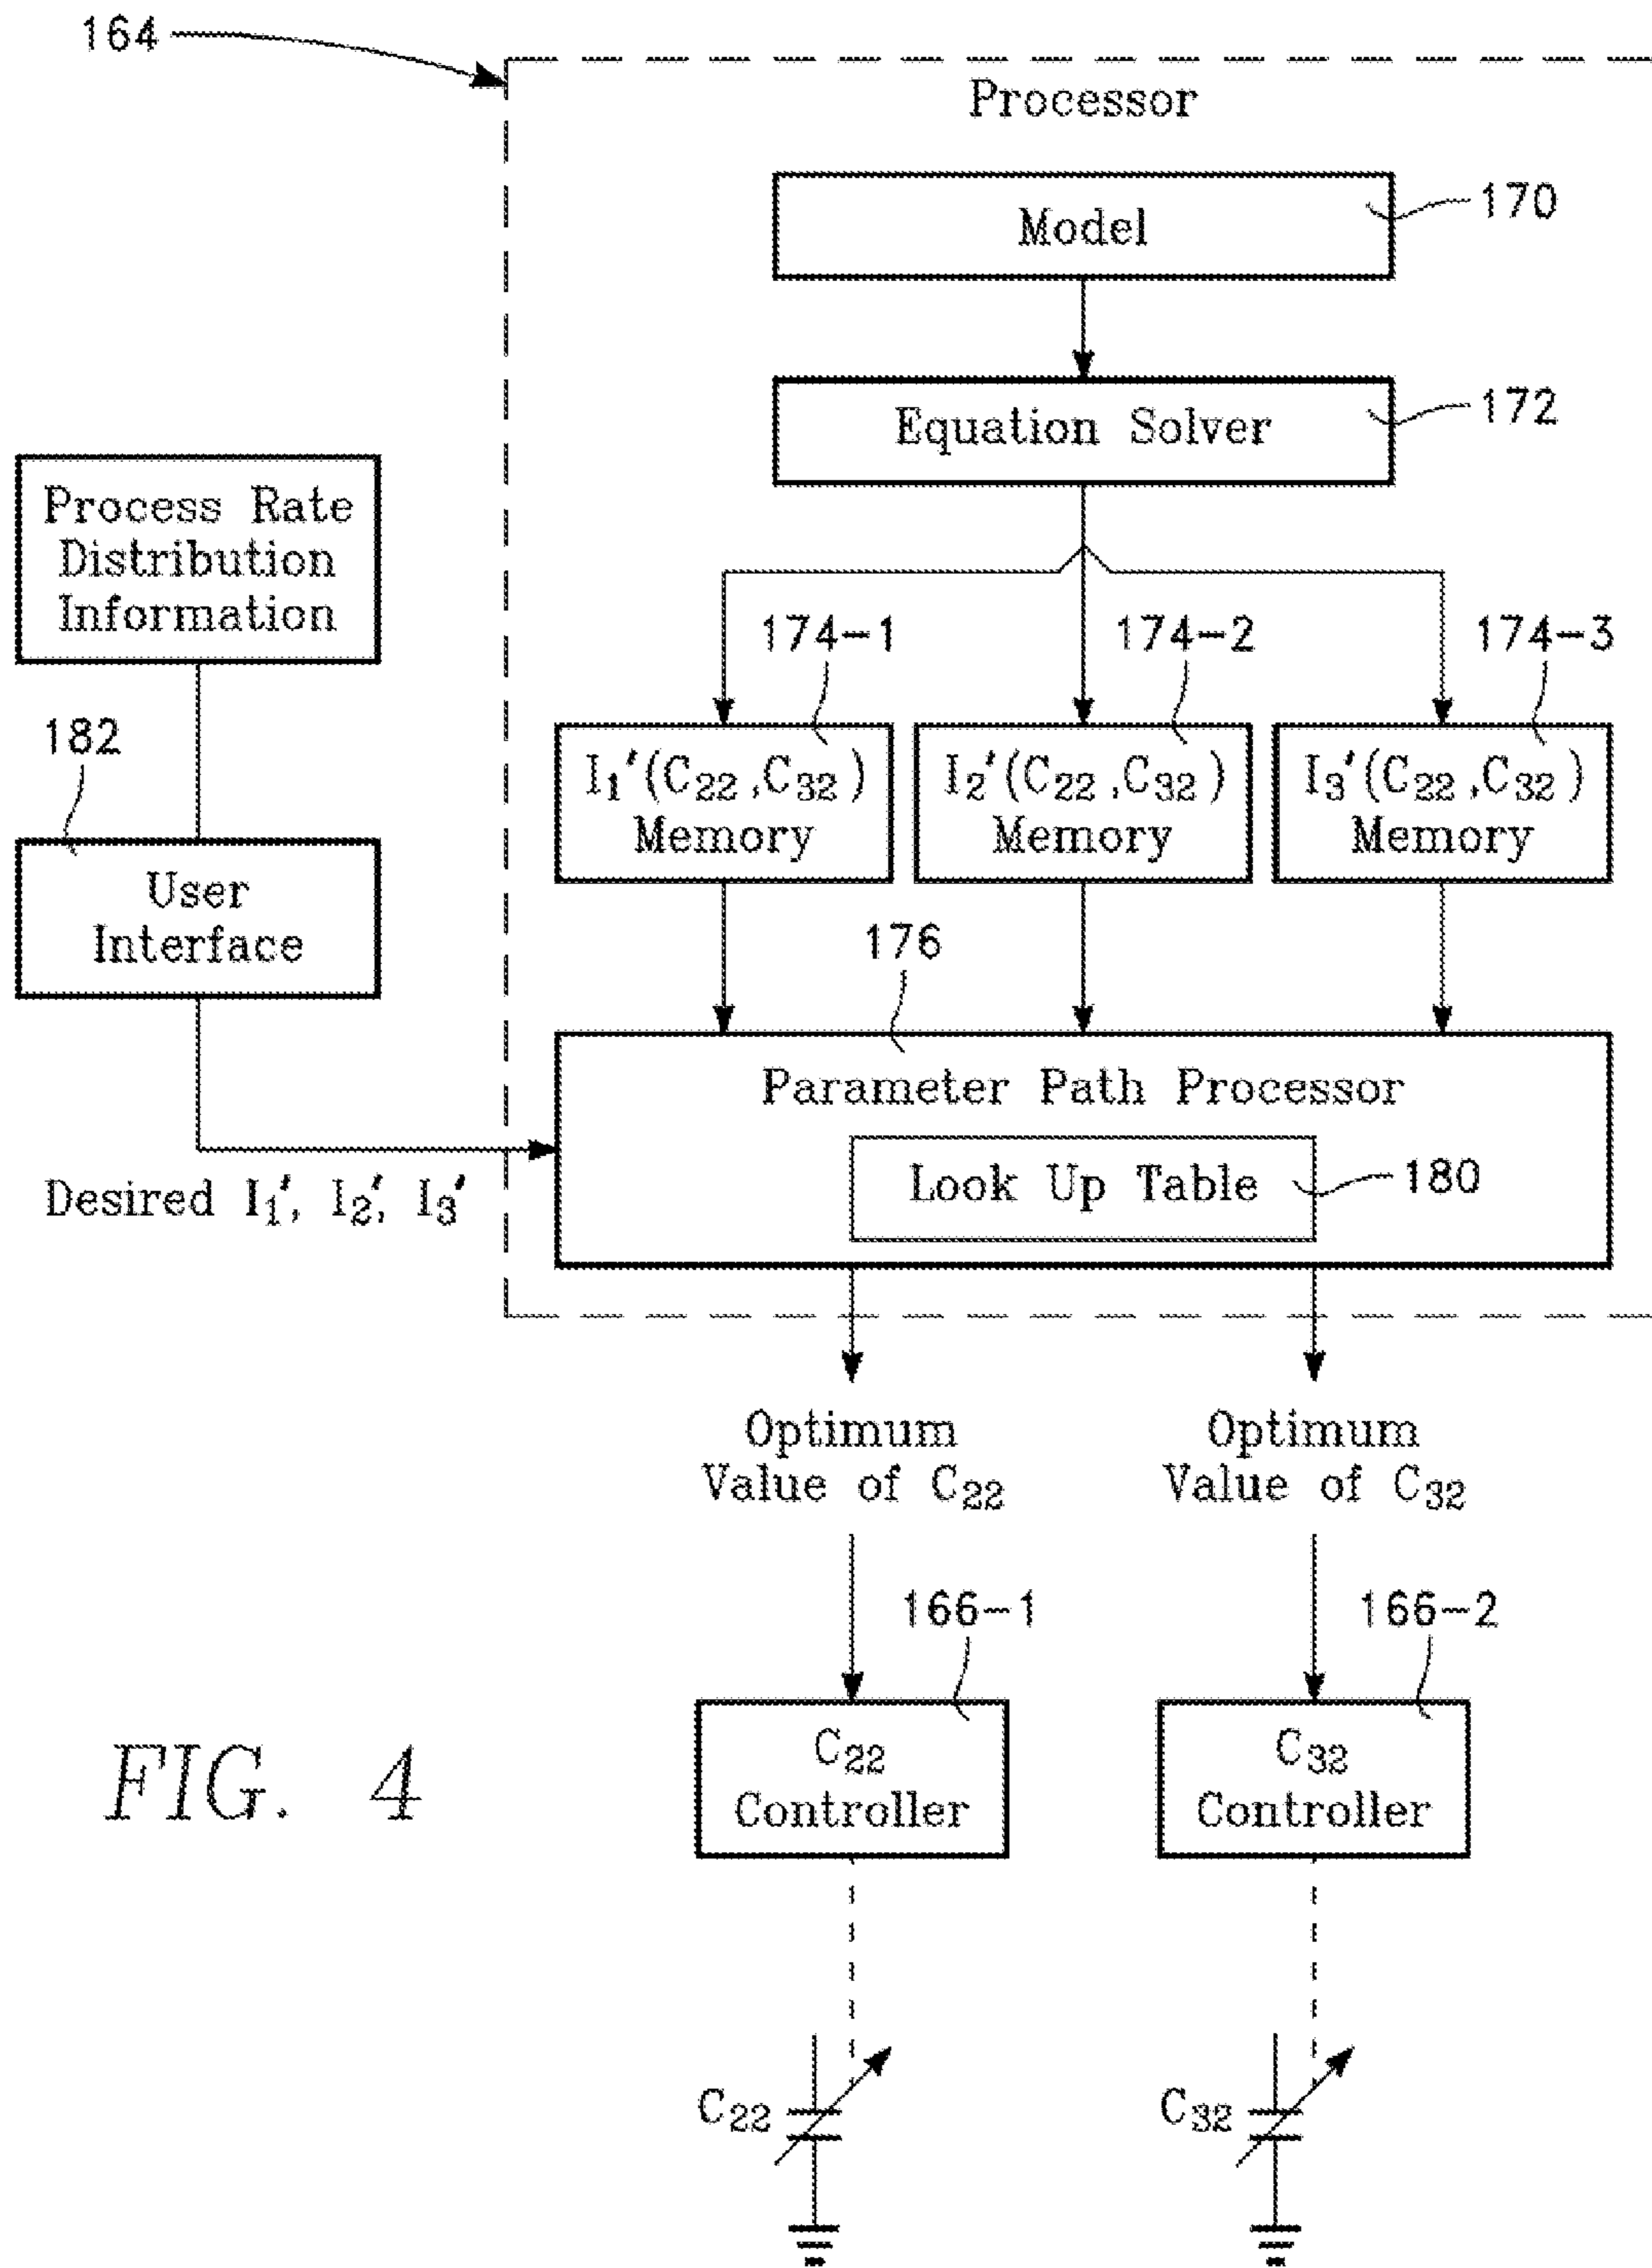 164
Processor
Model
170
Equation Solver
172
Process Rate
Distribution
Information
174-1
174-2
174-3
182
I₁'(C₂₂,C₃₂)
Memory
I₂'(C₂₂,C₃₂)
Memory
I₃'(C₂₂,C₃₂)
Memory
User
Interface
176
Parameter Path Processor
Look Up Table
180
Desired I₁', I₂', I₃'
Optimum
Value of C₂₂
Optimum
Value of C₃₂
166-1
166-2
C₂₂
Controller
C₃₂
Controller
FIG. 4
C₂₂
C₃₂